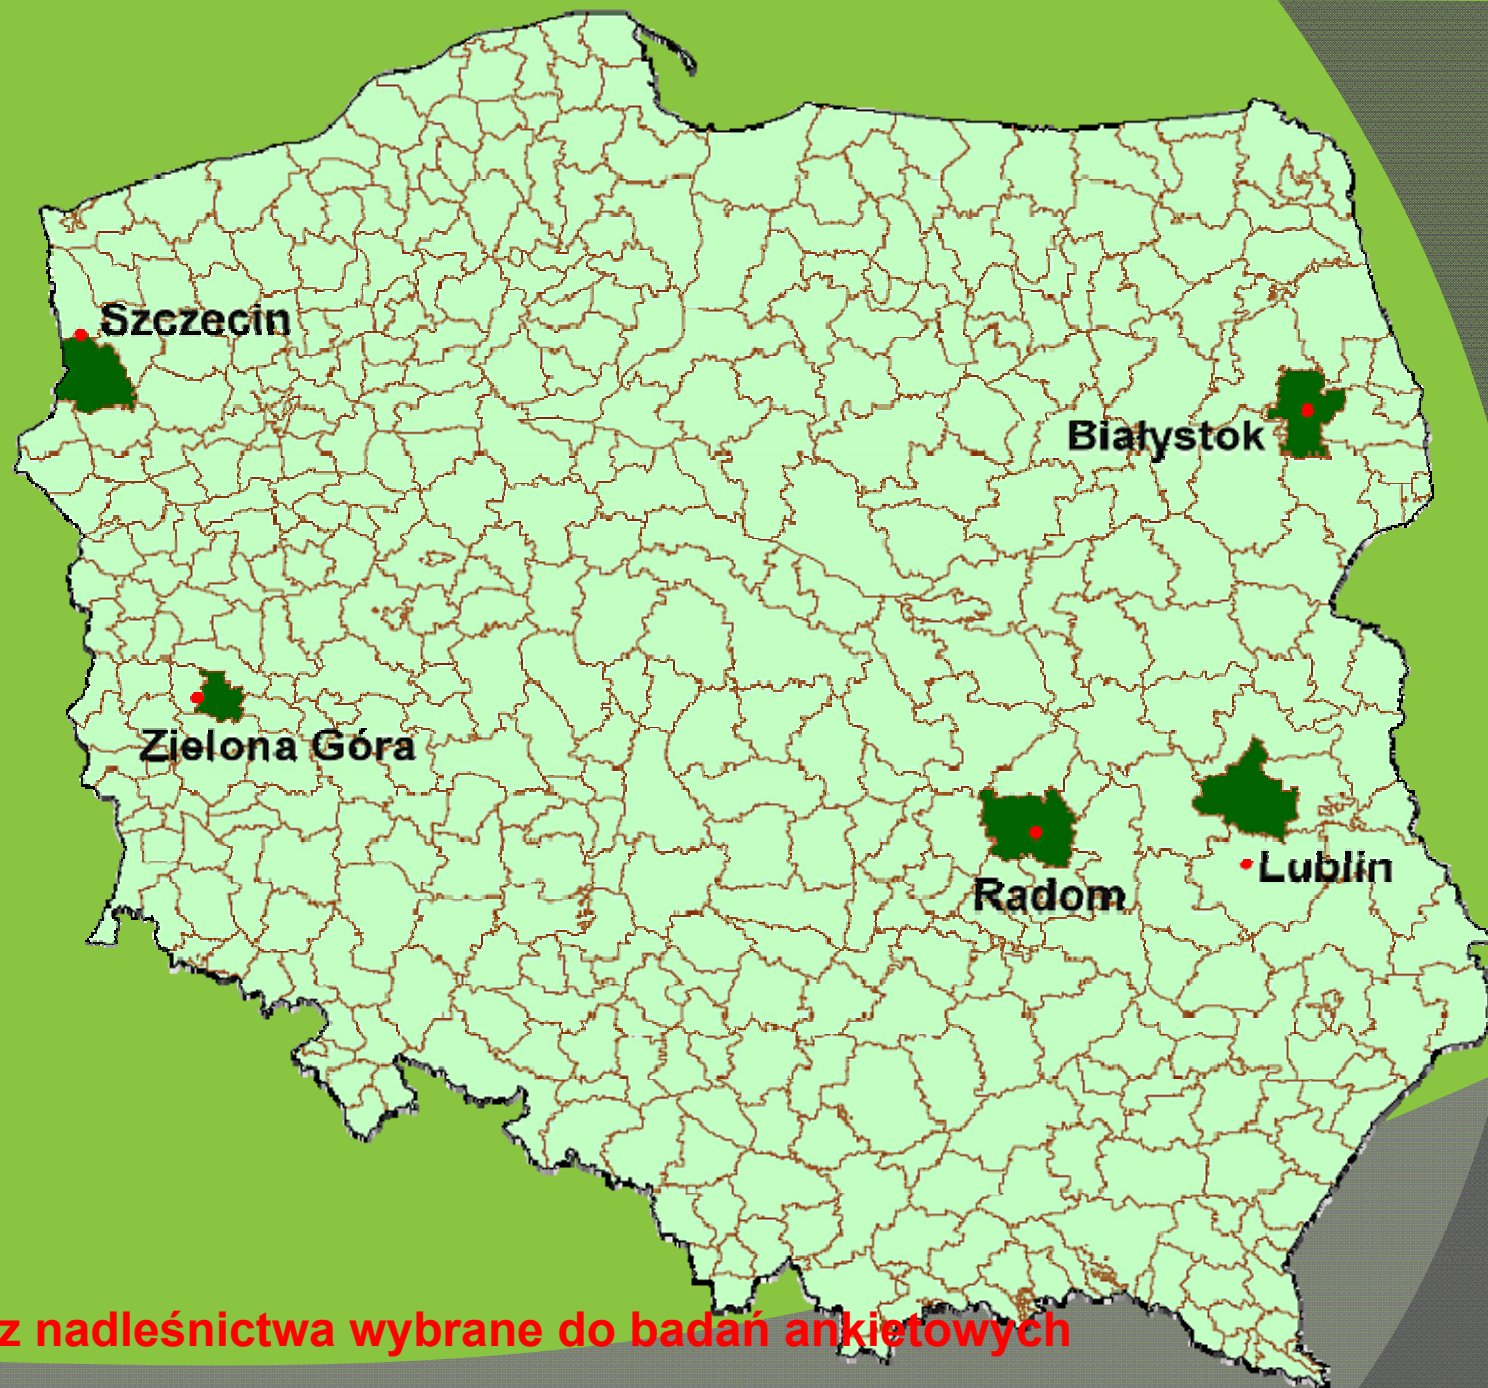 Szczecin
Białystok
Zielona Góra
Lublin
Radom
z nadleśnictwa wybrane do badań ankietowych